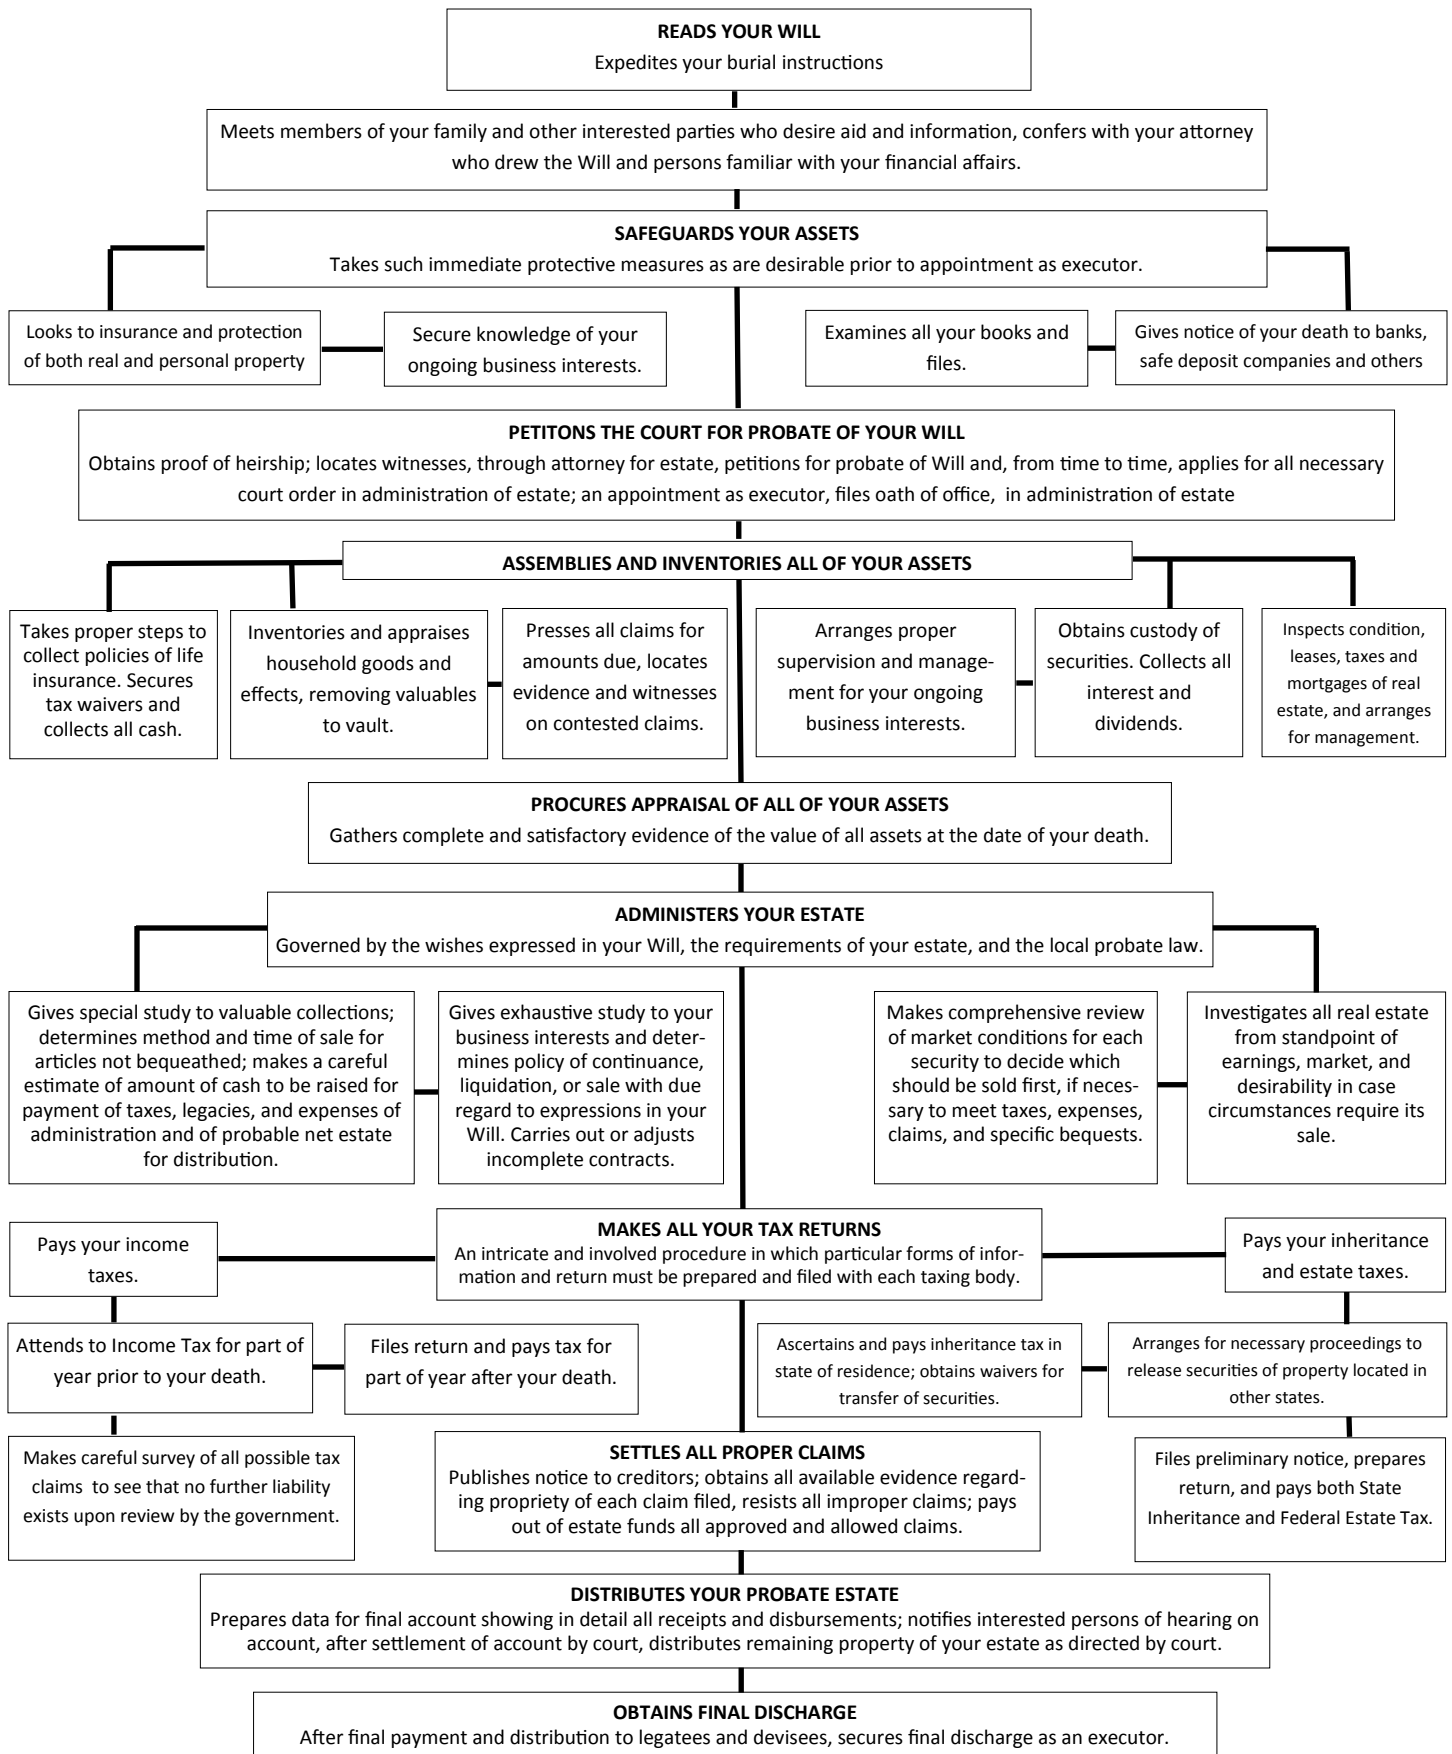 READS YOUR WILL
Expedites your burial instructions
Meets members of your family and other interested parties who desire aid and information, confers with your attorney
who drew the Will and persons familiar with your financial affairs.
SAFEGUARDS YOUR ASSETS
Takes such immediate protective measures as are desirable prior to appointment as executor.
Looks to insurance and protection
of both real and personal property
Secure knowledge of your
ongoing business interests.
Examines all your books and
files.
Gives notice of your death to banks,
safe deposit companies and others
PETITONS THE COURT FOR PROBATE OF YOUR WILL
Obtains proof of heirship; locates witnesses, through attorney for estate, petitions for probate of Will and, from time to time, applies for all necessary
court order in administration of estate; an appointment as executor, files oath of office, in administration of estate
ASSEMBLIES AND INVENTORIES ALL OF YOUR ASSETS
Takes proper steps to
collect policies of life
insurance. Secures
tax waivers and
collects all cash.
Inventories and appraises
household goods and
effects, removing valuables
to vault.
Presses all claims for
amounts due, locates
evidence and witnesses
on contested claims.
Arranges proper
supervision and manage-
ment for your ongoing
business interests.
Obtains custody of
securities. Collects all
interest and
dividends.
Inspects condition,
leases, taxes and
mortgages of real
estate, and arranges
for management.
PROCURES APPRAISAL OF ALL OF YOUR ASSETS
Gathers complete and satisfactory evidence of the value of all assets at the date of your death.
ADMINISTERS YOUR ESTATE
Governed by the wishes expressed in your Will, the requirements of your estate, and the local probate law.
Gives special study to valuable collections;
determines method and time of sale for
articles not bequeathed; makes a careful
estimate of amount of cash to be raised for
payment of taxes, legacies, and expenses of
administration and of probable net estate
for distribution.
Gives exhaustive study to your
business interests and deter-
mines policy of continuance,
liquidation, or sale with due
regard to expressions in your
Will. Carries out or adjusts
incomplete contracts.
Makes comprehensive review
of market conditions for each
security to decide which
should be sold first, if neces-
sary to meet taxes, expenses,
claims, and specific bequests.
Investigates all real estate
from standpoint of
earnings, market, and
desirability in case
circumstances require its
sale.
MAKES ALL YOUR TAX RETURNS
An intricate and involved procedure in which particular forms of infor-
mation and return must be prepared and filed with each taxing body.
Pays your income
taxes.
Pays your inheritance
and estate taxes.
Attends to Income Tax for part of
year prior to your death.
Files return and pays tax for
part of year after your death.
Ascertains and pays inheritance tax in
state of residence; obtains waivers for
transfer of securities.
Arranges for necessary proceedings to
release securities of property located in
other states.
Makes careful survey of all possible tax
claims to see that no further liability
exists upon review by the government.
SETTLES ALL PROPER CLAIMS
Publishes notice to creditors; obtains all available evidence regard-
ing propriety of each claim filed, resists all improper claims; pays
out of estate funds all approved and allowed claims.
Files preliminary notice, prepares
return, and pays both State
Inheritance and Federal Estate Tax.
DISTRIBUTES YOUR PROBATE ESTATE
Prepares data for final account showing in detail all receipts and disbursements; notifies interested persons of hearing on
account, after settlement of account by court, distributes remaining property of your estate as directed by court.
OBTAINS FINAL DISCHARGE
After final payment and distribution to legatees and devisees, secures final discharge as an executor.